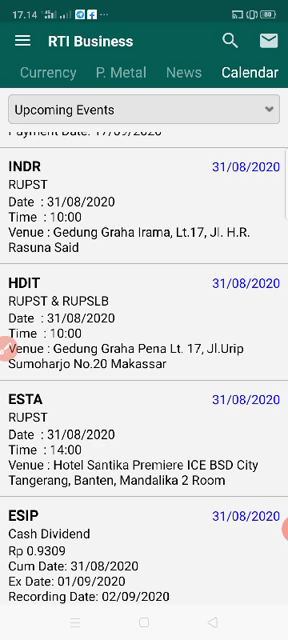 17.14
RTI Business
Currency P. Metal News Calendar
Upcoming Events
Payment Date: 17/09/2020
INDR 31/08/2020
RUPST
Date : 31/08/2020
Time : 10:00
Venue : Gedung Graha Irama, Lt.17, Jl. H.R.
Rasuna Said
HDIT 31/08/2020
RUPST & RUPSLB
Date : 31/08/2020
Time : 10:00
Venue : Gedung Graha Pena Lt. 17, Jl.Urip
Sumoharjo No.20 Makassar
ESTA 31/08/2020
RUPST
Date : 31/08/2020
Time : 14:00
Venue : Hotel Santika Premiere ICE BSD City
Tangerang, Banten, Mandalika 2 Room
ESIP 31/08/2020
Cash Dividend
Rp 0.9309
Cum Date: 31/08/2020
Ex Date: 01/09/2020
Recording Date: 02/09/2020